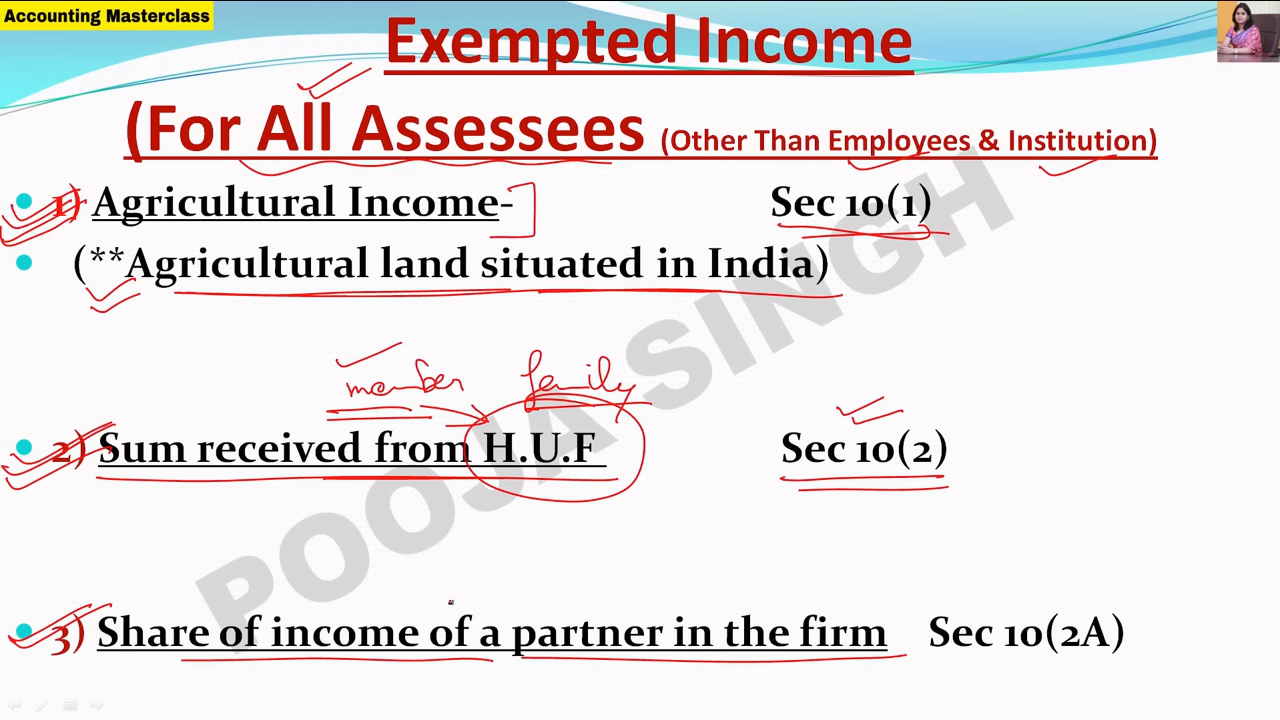 Accounting Masterclass
Exempted Income
(For All Assessees (Other Than Employees & Institution)
1) Agricultural Income- Sec 10(1)
(**Agricultural land situated in India)
member family
2) Sum received from H.U.F Sec 10(2)
3) Share of income of a partner in the firm Sec 10(2A)
POOJA SINGH